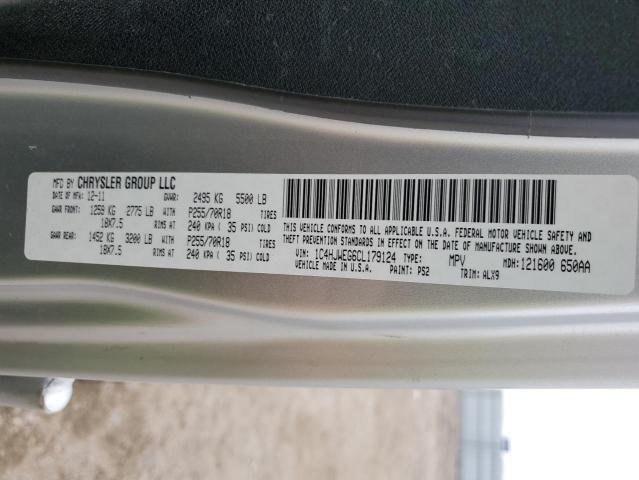 MFD BY CHRYSLER GROUP LLC
DATE OF MFR: 12-11 GVWR: 2495 KG 5500 LB
GAWR FRONT: 1259 KG 2775 LB WITH P255/70R18 TIRES
18X7.5 RIMS AT 240 KPA ( 35 PSI) COLD
GAWR REAR: 1452 KG 3200 LB WITH P255/70R18 TIRES
18X7.5 RIMS AT 240 KPA ( 35 PSI) COLD
THIS VEHICLE CONFORMS TO ALL APPLICABLE U.S.A. FEDERAL MOTOR VEHICLE SAFETY AND
THEFT PREVENTION STANDARDS IN EFFECT ON THE DATE OF MANUFACTURE SHOWN ABOVE.
VIN: 1C4HJWEG6CL179124 TYPE: MPV MDH: 121600 650AA
VEHICLE MADE IN U.S.A. PAINT: PS2 TRIM: ALX9